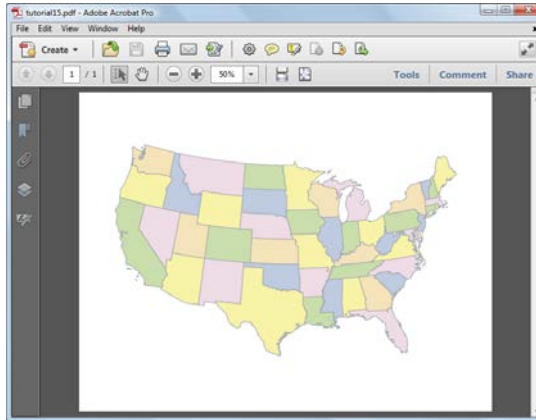 tutorial15.pdf - Adobe Acrobat Pro
File Edit View Window Help
Create
1 / 1 50% Tools Comment Share